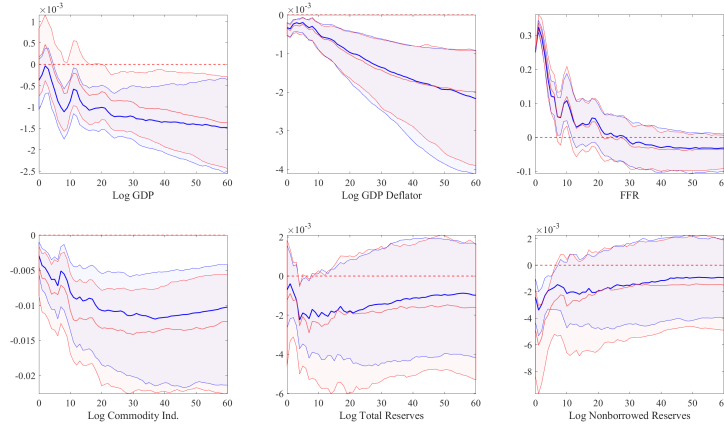 ×10⁻³ ×10⁻³
1 0 0.3
0.5
0 -1 0.2
-0.5 -2
-1 0.1
-1.5 -3 0
-2
-2.5 -4 -0.1
0 10 20 30 40 50 60 0 10 20 30 40 50 60 0 10 20 30 40 50 60
Log GDP Log GDP Deflator FFR
×10⁻³ ×10⁻³
0 2 2
-0.005 0 0
-2
-0.01 -2 -4
-0.015 -4 -6
-0.02 -8
-6
0 10 20 30 40 50 60 0 10 20 30 40 50 60 0 10 20 30 40 50 60
Log Commodity Ind. Log Total Reserves Log Nonborrowed Reserves